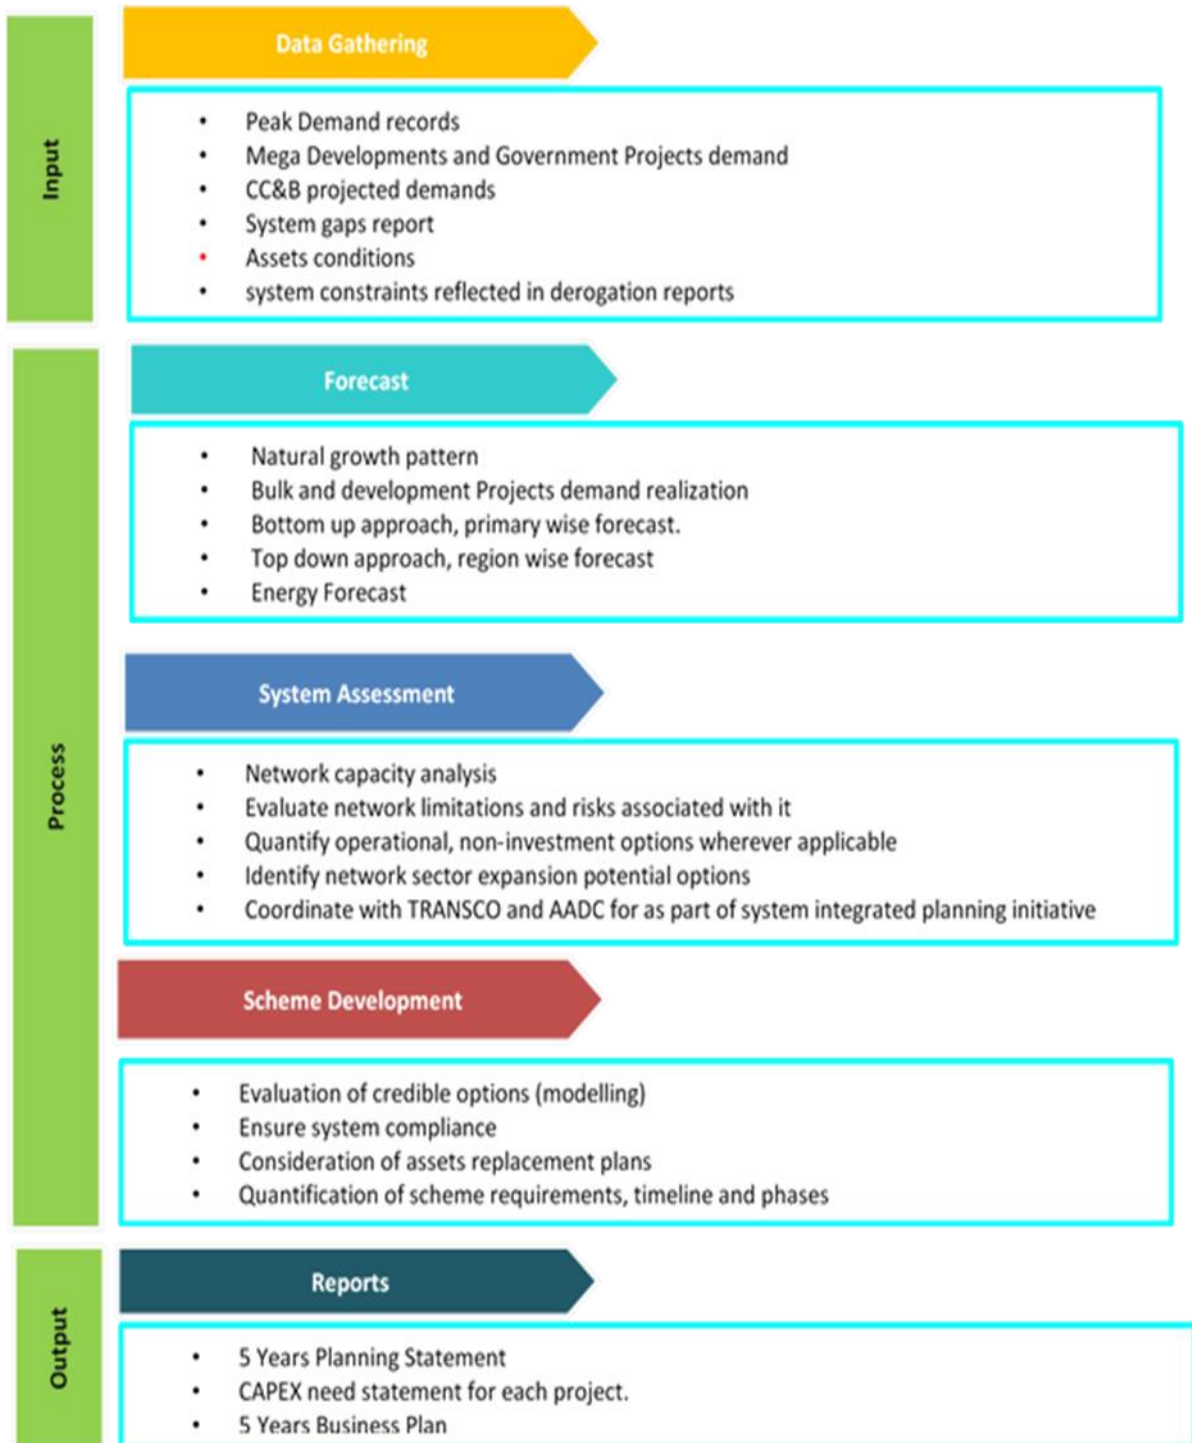 Input
Data Gathering
• Peak Demand records
• Mega Developments and Government Projects demand
• CC&B projected demands
• System gaps report
• Assets conditions
• system constraints reflected in derogation reports
Process
Forecast
• Natural growth pattern
• Bulk and development Projects demand realization
• Bottom up approach, primary wise forecast.
• Top down approach, region wise forecast
• Energy Forecast
System Assessment
• Network capacity analysis
• Evaluate network limitations and risks associated with it
• Quantify operational, non-investment options wherever applicable
• Identify network sector expansion potential options
• Coordinate with TRANSCO and AADC for as part of system integrated planning initiative
Scheme Development
• Evaluation of credible options (modelling)
• Ensure system compliance
• Consideration of assets replacement plans
• Quantification of scheme requirements, timeline and phases
Output
Reports
• 5 Years Planning Statement
• CAPEX need statement for each project.
• 5 Years Business Plan